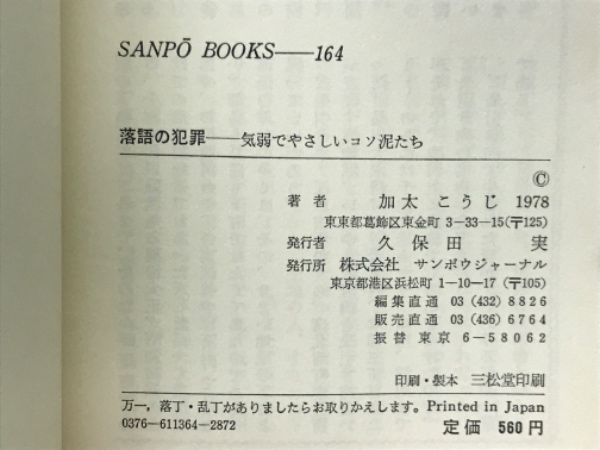 SANPŌ BOOKS——164
落語の犯罪——気弱でやさしいコソ泥たち
©
著者 加太 こうじ 1978
東東都葛飾区東金町 3-33-15(〒125)
発行者 久保田 実
発行所 株式会社 サンポウジャーナル
東京都港区浜松町 1-10-17 (〒105)
編集直通 03 (432) 8826
販売直通 03 (436) 6764
振替 東京 6-58062
印刷・製本 三松堂印刷
万一，落丁・乱丁がありましたらお取りかえします。Printed in Japan
0376-611364-2872 定価 560円